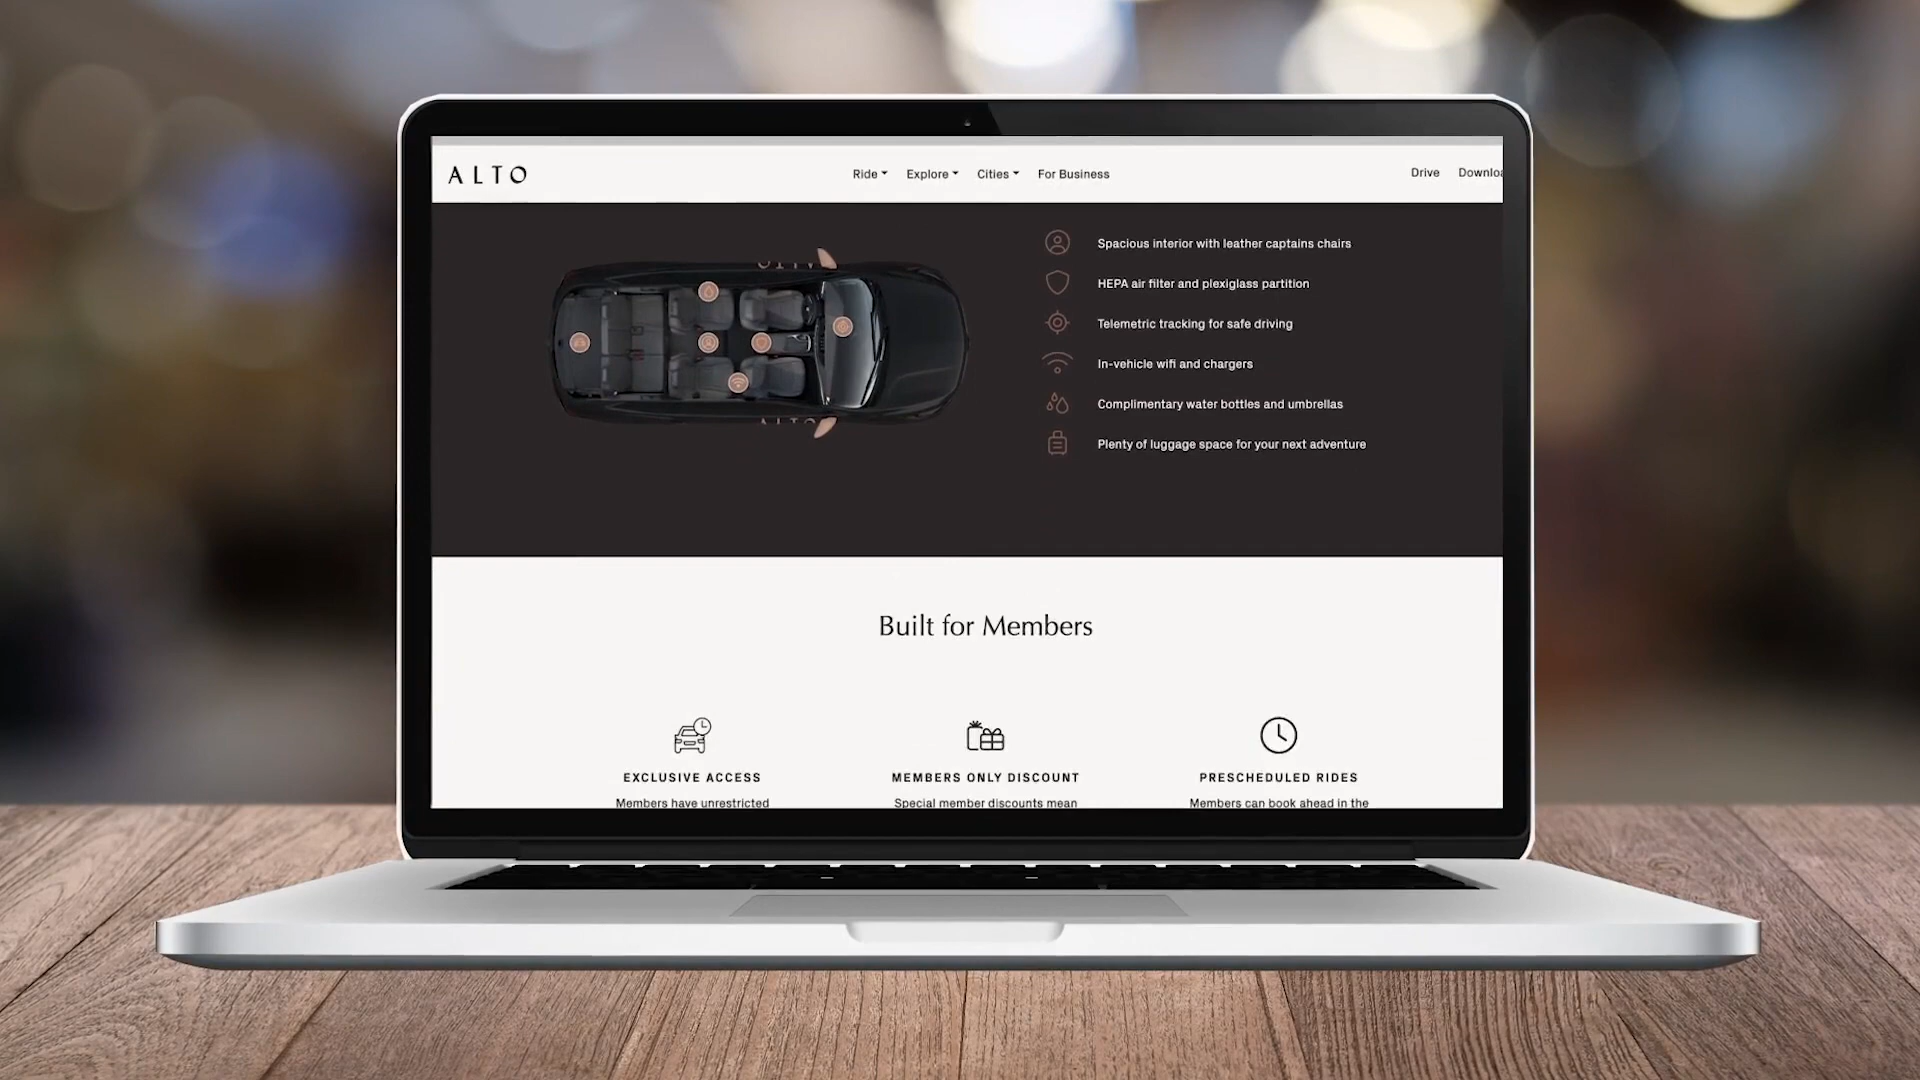 ALTO
Ride
Explore
Cities
For Business
Drive
Spacious interior with leather captains chairs
HEPA air filter and plexiglass partition
Telemetric tracking for safe driving
In-vehicle wifi and chargers
Complimentary water bottles and umbrellas
Plenty of luggage space for your next adventure
ALTO
Built for Members
EXCLUSIVE ACCESS
MEMBERS ONLY DISCOUNT
PRESCHEDULED RIDES
Members have unrestricted
Special member discounts mean
Members can book ahead in the